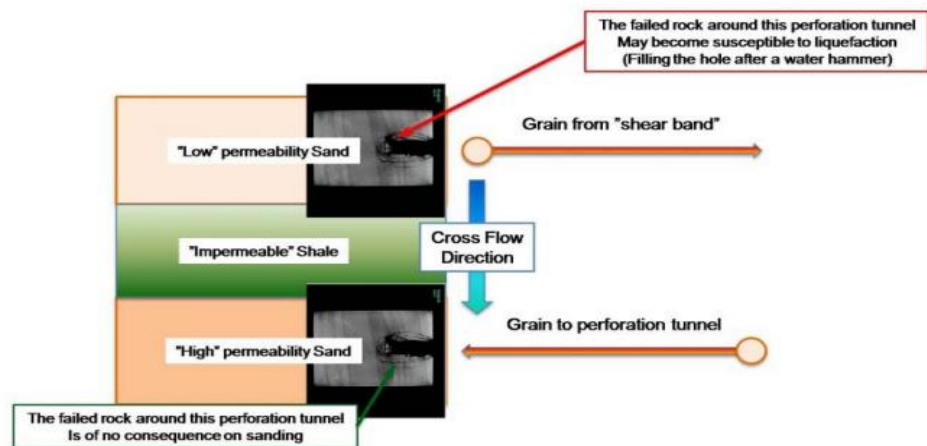 The failed rock around this perforation tunnel
May become susceptible to liquefaction
(Filling the hole after a water hammer)
Grain from "shear band"
"Low" permeability Sand
"Impermeable" Shale
Cross Flow
Direction
Grain to perforation tunnel
"High" permeability Sand
The failed rock around this perforation tunnel
Is of no consequence on sanding